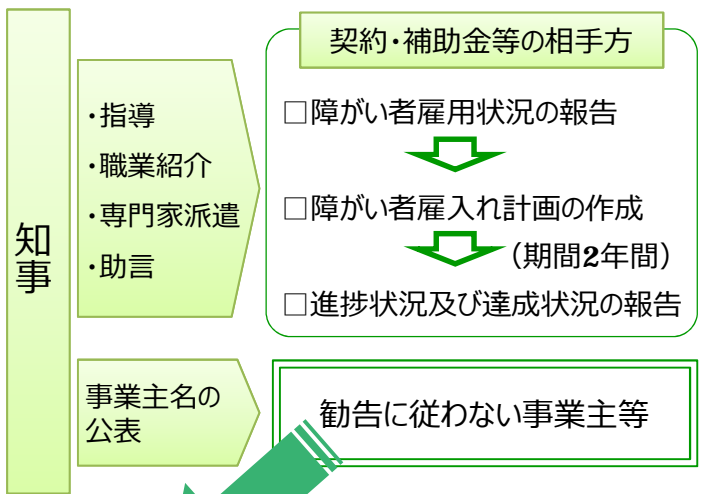 知事
・指導
・職業紹介
・専門家派遣
・助言
契約・補助金等の相手方
□障がい者雇用状況の報告
□障がい者雇入れ計画の作成
（期間2年間）
□進捗状況及び達成状況の報告
事業主名の
公表
勧告に従わない事業主等